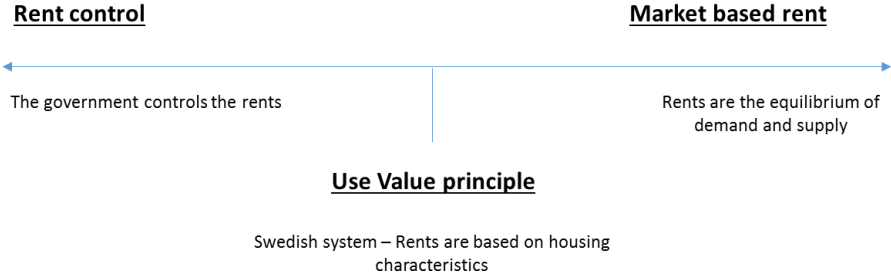 Rent control
Market based rent
The government controls the rents
Rents are the equilibrium of
demand and supply
Use Value principle
Swedish system – Rents are based on housing
characteristics